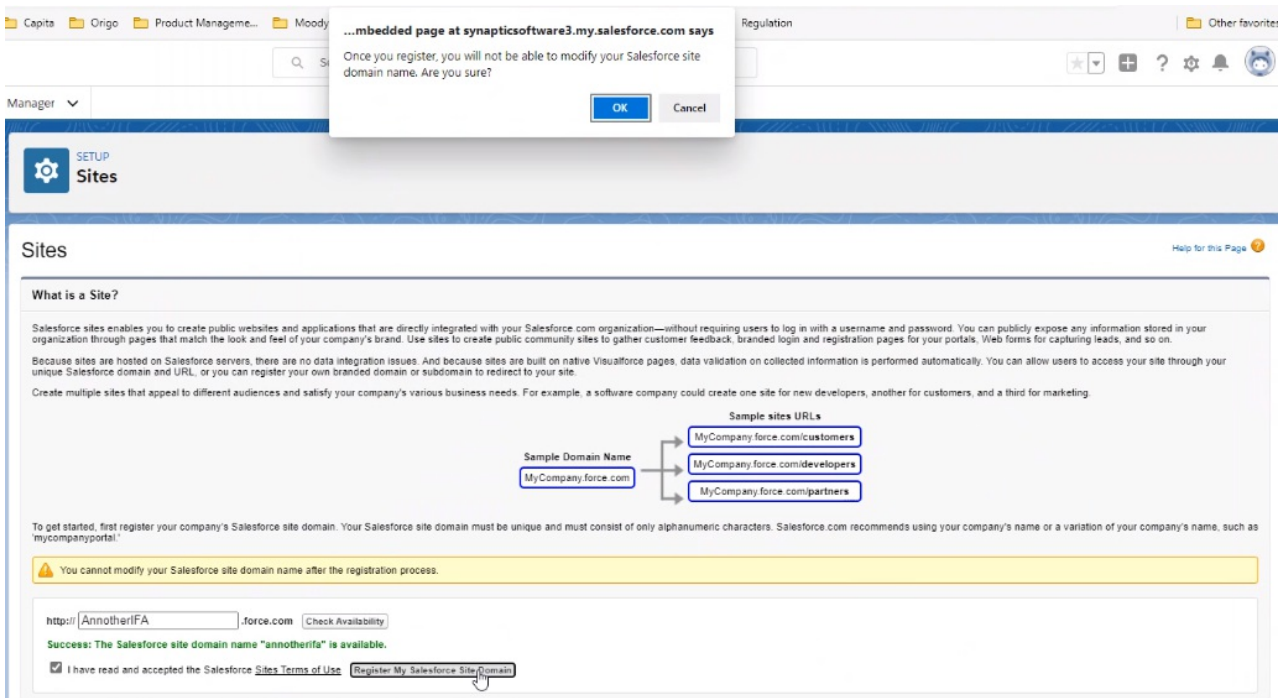 Capita Origo Product Manageme... Moody Regulation Other favorites
...mbedded page at synapticsoftware3.my.salesforce.com says
Once you register, you will not be able to modify your Salesforce site
domain name. Are you sure?
OK Cancel
Manager
SETUP
Sites
Sites
Help for this Page
What is a Site?
Salesforce sites enables you to create public websites and applications that are directly integrated with your Salesforce.com organization—without requiring users to log in with a username and password. You can publicly expose any information stored in your
organization through pages that match the look and feel of your company's brand. Use sites to create public community sites to gather customer feedback, branded login and registration pages for your portals, Web forms for capturing leads, and so on.
Because sites are hosted on Salesforce servers, there are no data integration issues. And because sites are built on native Visualforce pages, data validation on collected information is performed automatically. You can allow users to access your site through your
unique Salesforce domain and URL, or you can register your own branded domain or subdomain to redirect to your site.
Create multiple sites that appeal to different audiences and satisfy your company's various business needs. For example, a software company could create one site for new developers, another for customers, and a third for marketing.
Sample sites URLs
MyCompany.force.com/customers
Sample Domain Name
MyCompany.force.com
MyCompany.force.com/developers
MyCompany.force.com/partners
To get started, first register your company's Salesforce site domain. Your Salesforce site domain must be unique and must consist of only alphanumeric characters. Salesforce.com recommends using your company's name or a variation of your company's name, such as
'mycompanyportal.'
You cannot modify your Salesforce site domain name after the registration process.
http:// AnnotherIFA .force.com Check Availability
Success: The Salesforce site domain name "annotherifa" is available.
I have read and accepted the Salesforce Sites Terms of Use Register My Salesforce Site Domain